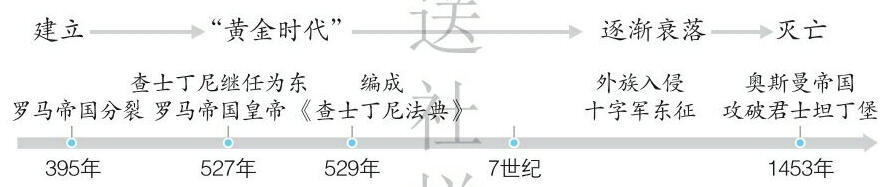 建立 “黄金时代” 逐渐衰落 灭亡
查士丁尼继任为东 编成 外族入侵 奥斯曼帝国
罗马帝国分裂 罗马帝国皇帝 《查士丁尼法典》 十字军东征 攻破君士坦丁堡
395年 527年 529年 7世纪 1453年
送社样